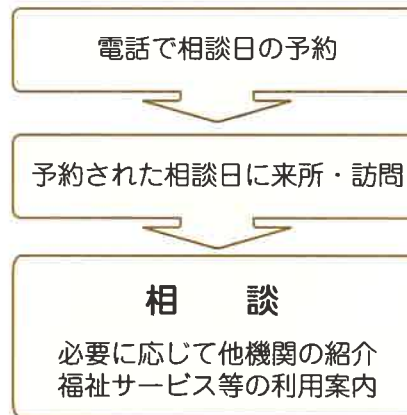 電話で相談日の予約
予約された相談日に来所・訪問
相　談
必要に応じて他機関の紹介
福祉サービス等の利用案内